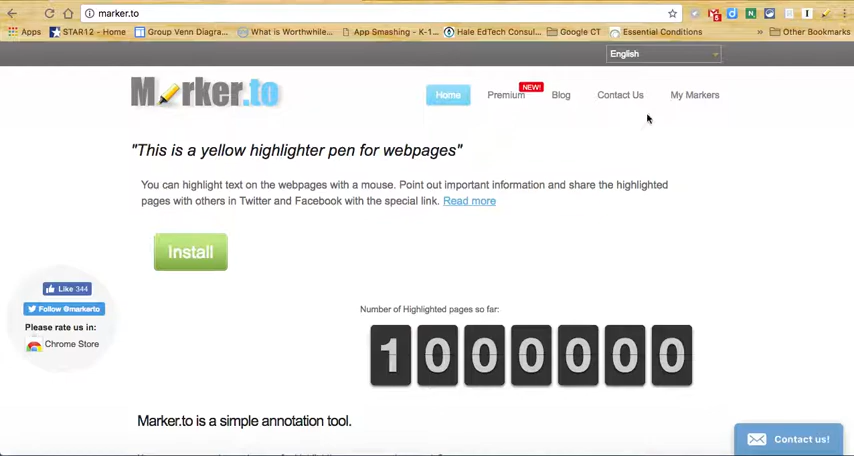 marker.to
Apps STAR12 - Home Group Venn Diagra... What is Worthwhile... App Smashing - K-1... Hale EdTech Consul... Google CT Essential Conditions » Other Bookmarks
English
Marker.to
Home Premium NEW! Blog Contact Us My Markers
"This is a yellow highlighter pen for webpages"
You can highlight text on the webpages with a mouse. Point out important information and share the highlighted
pages with others in Twitter and Facebook with the special link. Read more
Install
Like 344
Follow @markerto
Please rate us in:
Chrome Store
Number of Highlighted pages so far:
1000000
Marker.to is a simple annotation tool.
Contact us!